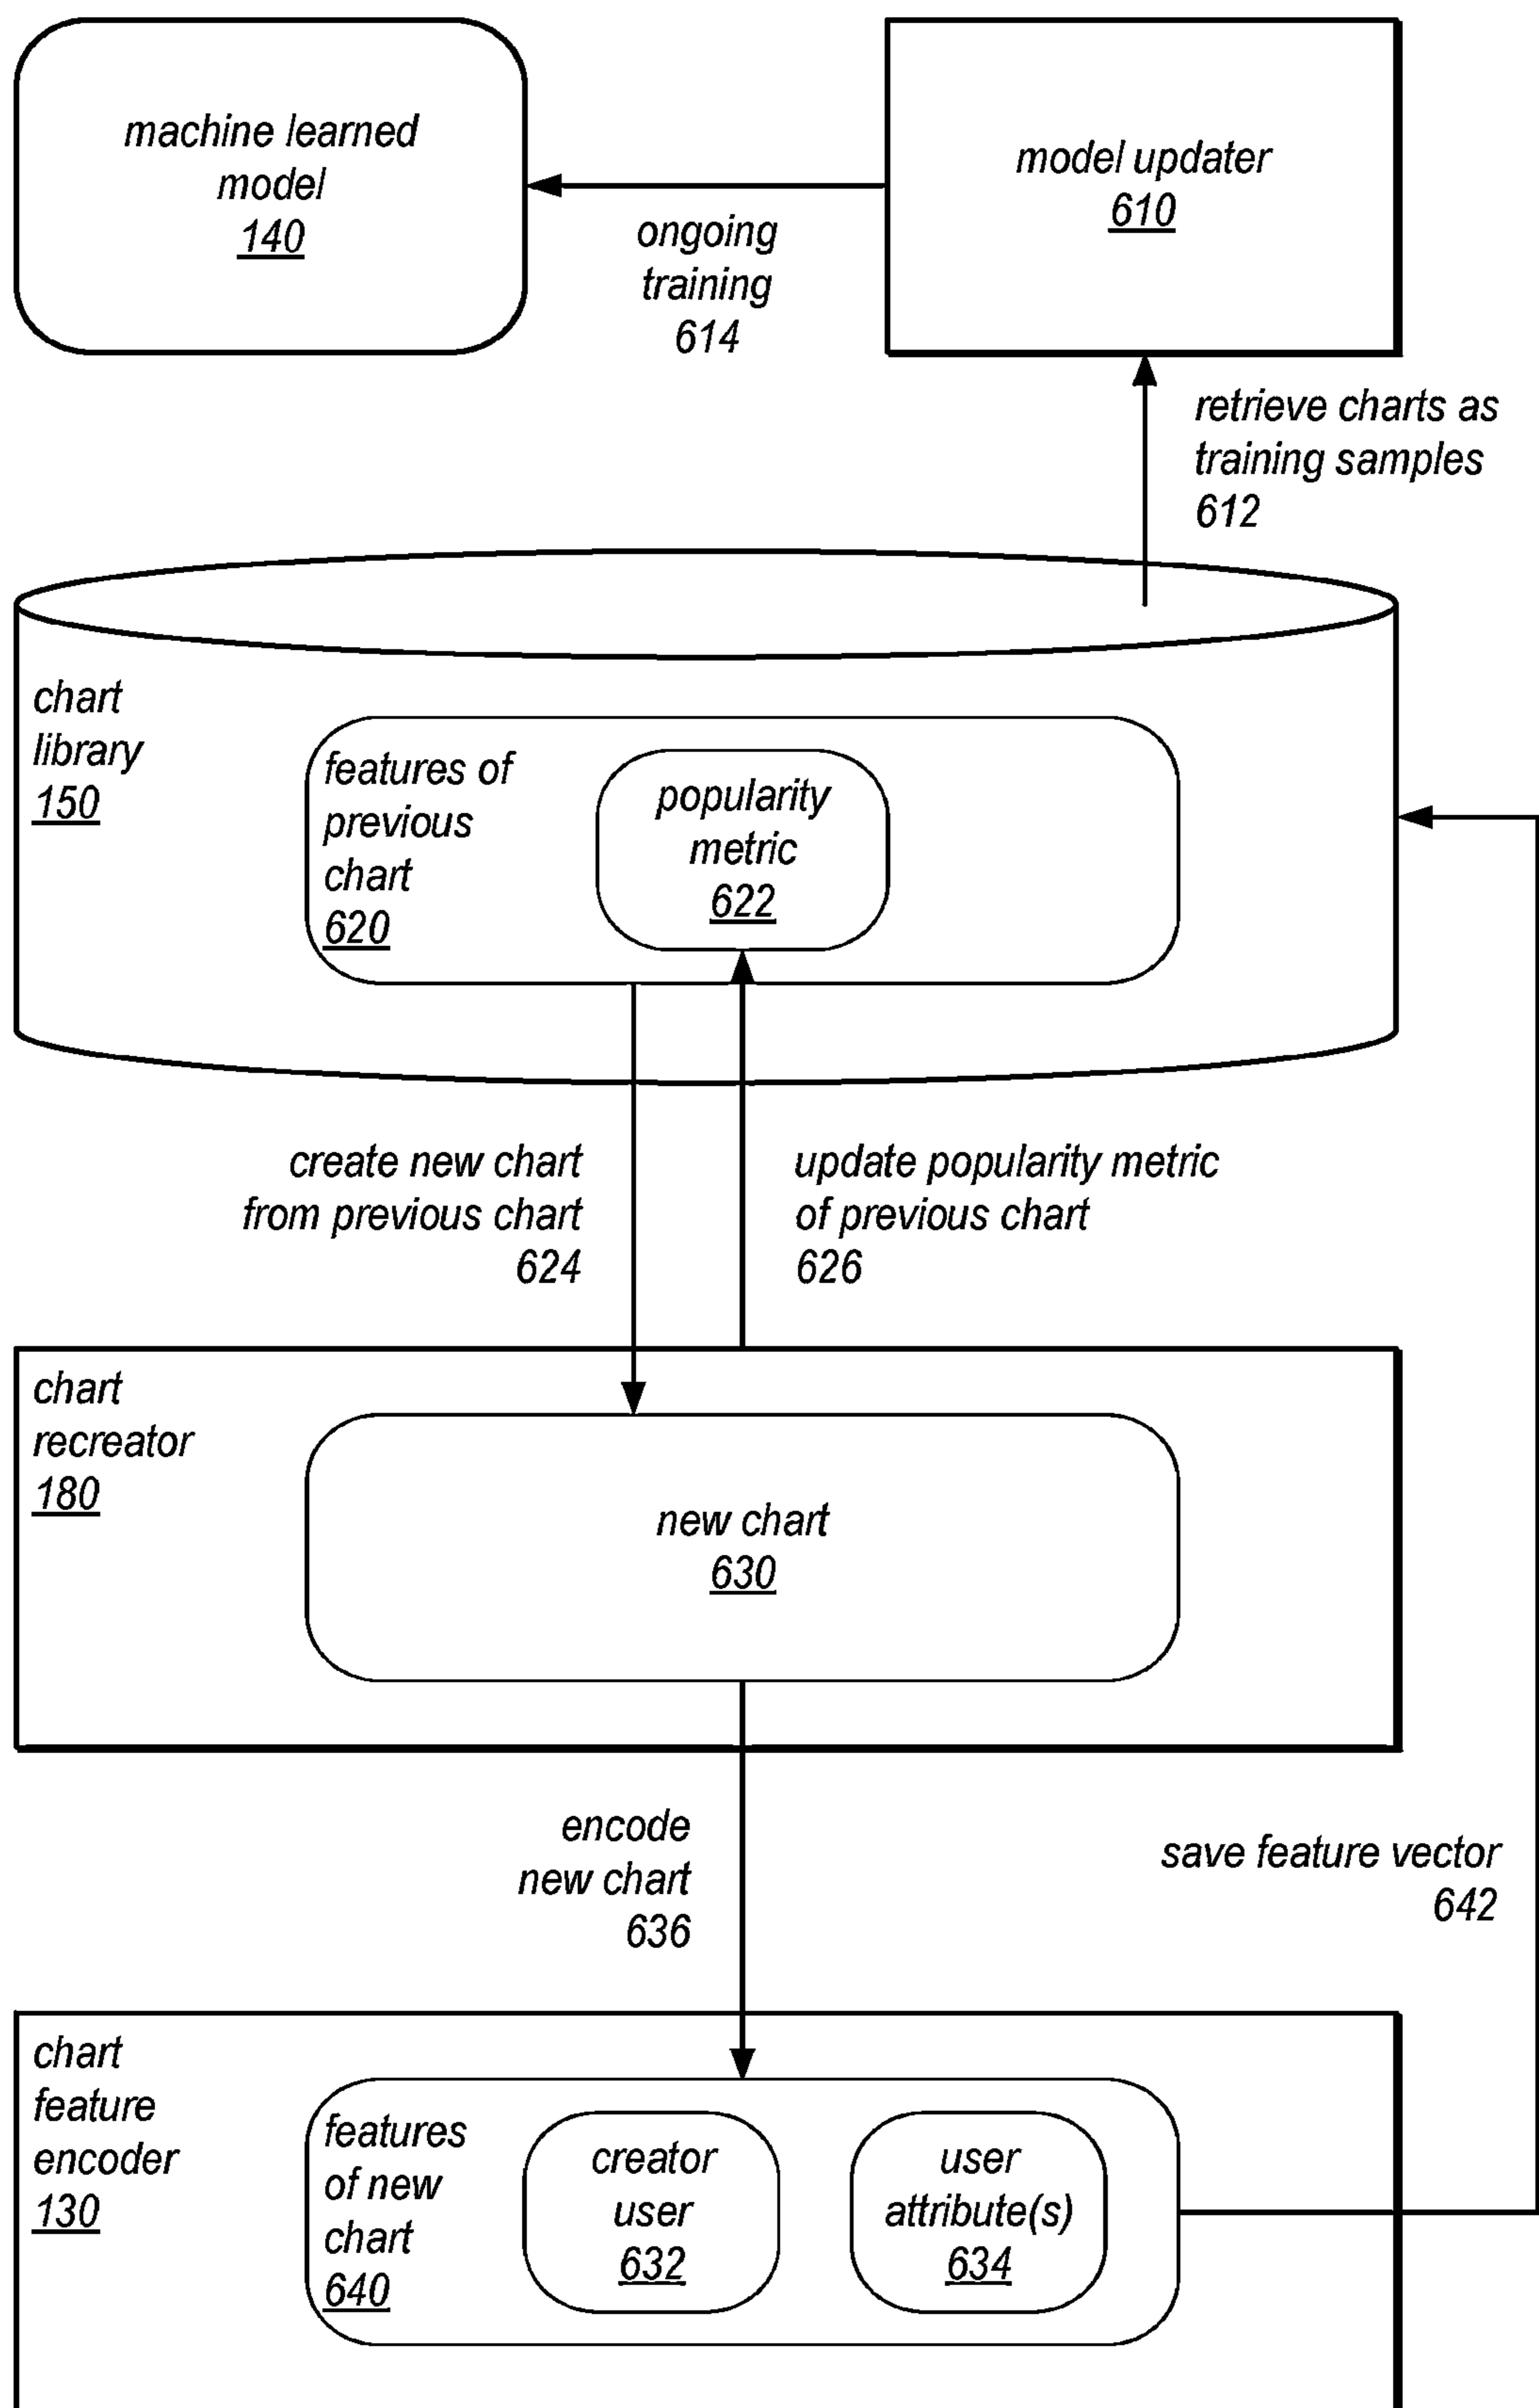 machine learned
model
140
model updater
610
ongoing
training
614
retrieve charts as
training samples
612
chart
library
150
features of
previous
chart
620
popularity
metric
622
create new chart
from previous chart
624
update popularity metric
of previous chart
626
chart
recreator
180
new chart
630
encode
new chart
636
save feature vector
642
chart
feature
encoder
130
features
of new
chart
640
creator
user
632
user
attribute(s)
634